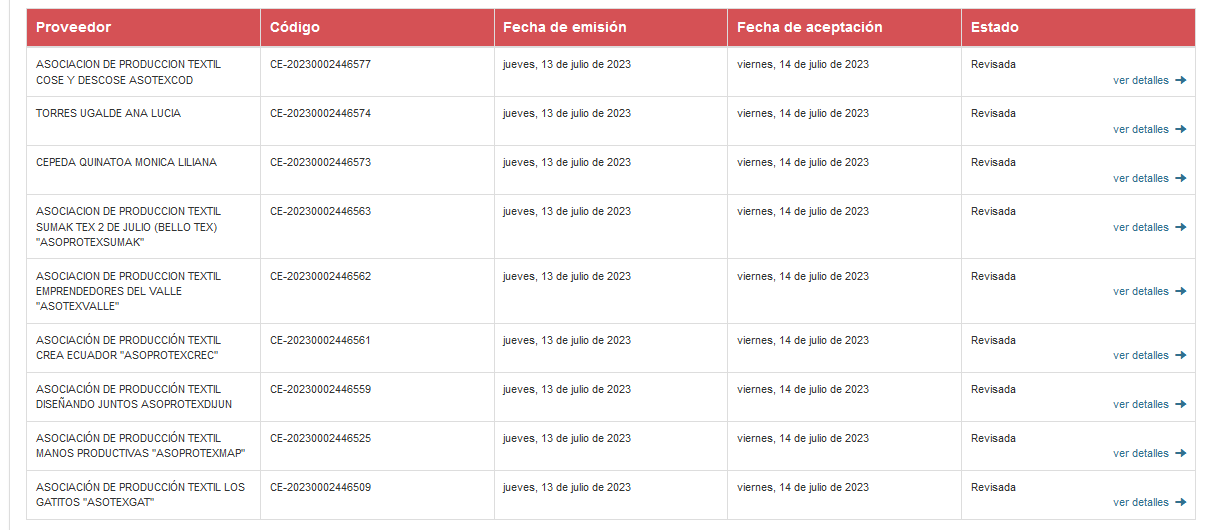 Proveedor Código Fecha de emisión Fecha de aceptación Estado
ASOCIACION DE PRODUCCION TEXTIL CE-20230002446577 jueves, 13 de julio de 2023 viernes, 14 de julio de 2023 Revisada
COSE Y DESCOSE ASOTEXCOD ver detalles
TORRES UGALDE ANA LUCIA CE-20230002446574 jueves, 13 de julio de 2023 viernes, 14 de julio de 2023 Revisada
ver detalles
CEPEDA QUINATOA MONICA LILIANA CE-20230002446573 jueves, 13 de julio de 2023 viernes, 14 de julio de 2023 Revisada
ver detalles
ASOCIACION DE PRODUCCION TEXTIL CE-20230002446563 jueves, 13 de julio de 2023 viernes, 14 de julio de 2023 Revisada
SUMAK TEX 2 DE JULIO (BELLO TEX) ver detalles
"ASOPROTEXSUMAK"
ASOCIACION DE PRODUCCION TEXTIL CE-20230002446562 jueves, 13 de julio de 2023 viernes, 14 de julio de 2023 Revisada
EMPRENDEDORES DEL VALLE ver detalles
"ASOTEXVALLE"
ASOCIACIÓN DE PRODUCCIÓN TEXTIL CE-20230002446561 jueves, 13 de julio de 2023 viernes, 14 de julio de 2023 Revisada
CREA ECUADOR "ASOPROTEXCREC" ver detalles
ASOCIACIÓN DE PRODUCCIÓN TEXTIL CE-20230002446559 jueves, 13 de julio de 2023 viernes, 14 de julio de 2023 Revisada
DISEÑANDO JUNTOS ASOPROTEXDIJUN ver detalles
ASOCIACIÓN DE PRODUCCIÓN TEXTIL CE-20230002446525 jueves, 13 de julio de 2023 viernes, 14 de julio de 2023 Revisada
MANOS PRODUCTIVAS "ASOPROTEXMAP" ver detalles
ASOCIACIÓN DE PRODUCCIÓN TEXTIL LOS CE-20230002446509 jueves, 13 de julio de 2023 viernes, 14 de julio de 2023 Revisada
GATITOS "ASOTEXGAT" ver detalles